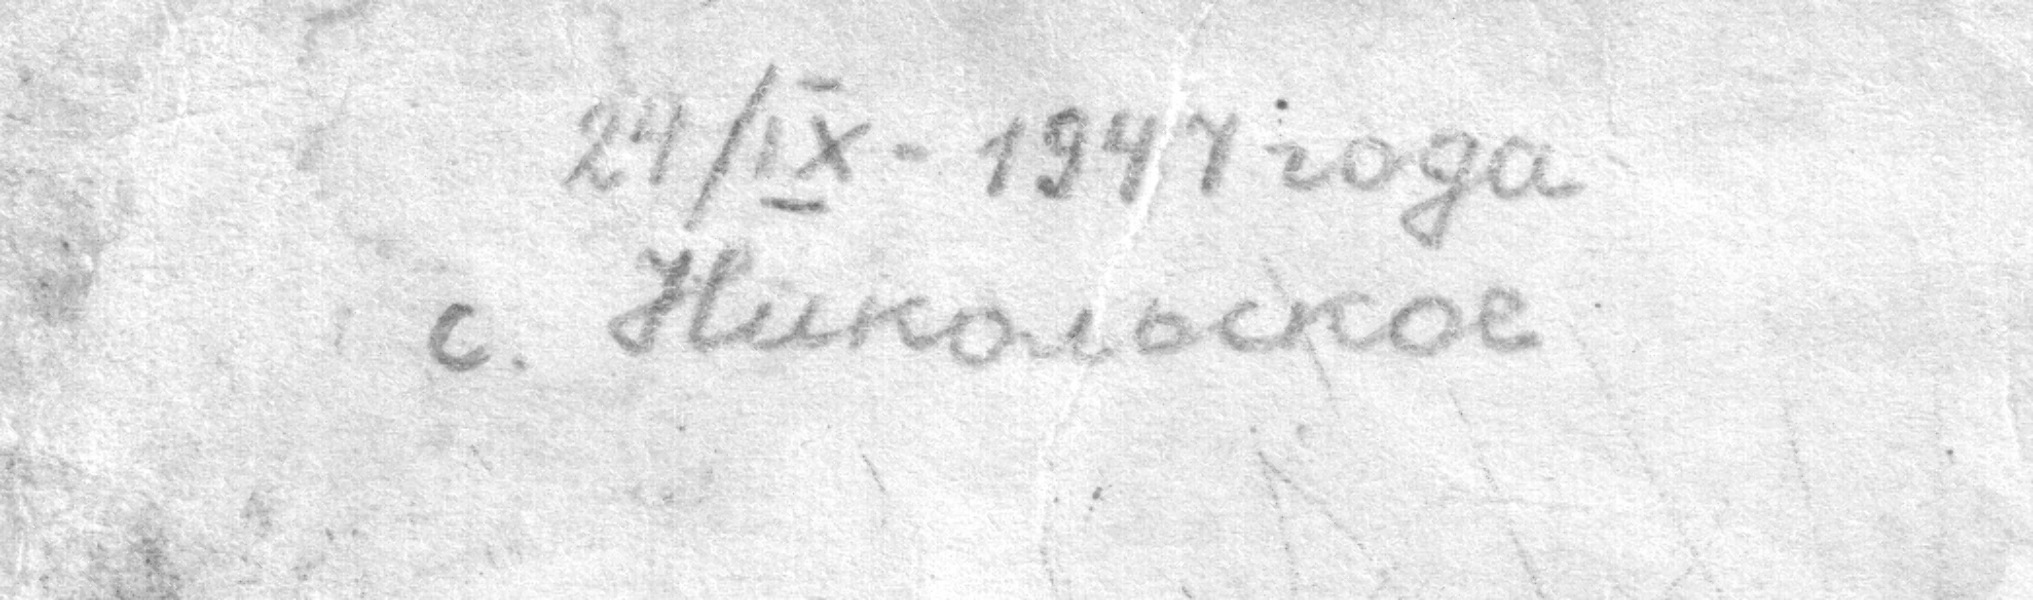 24/IX - 1947 года
с. Никольское